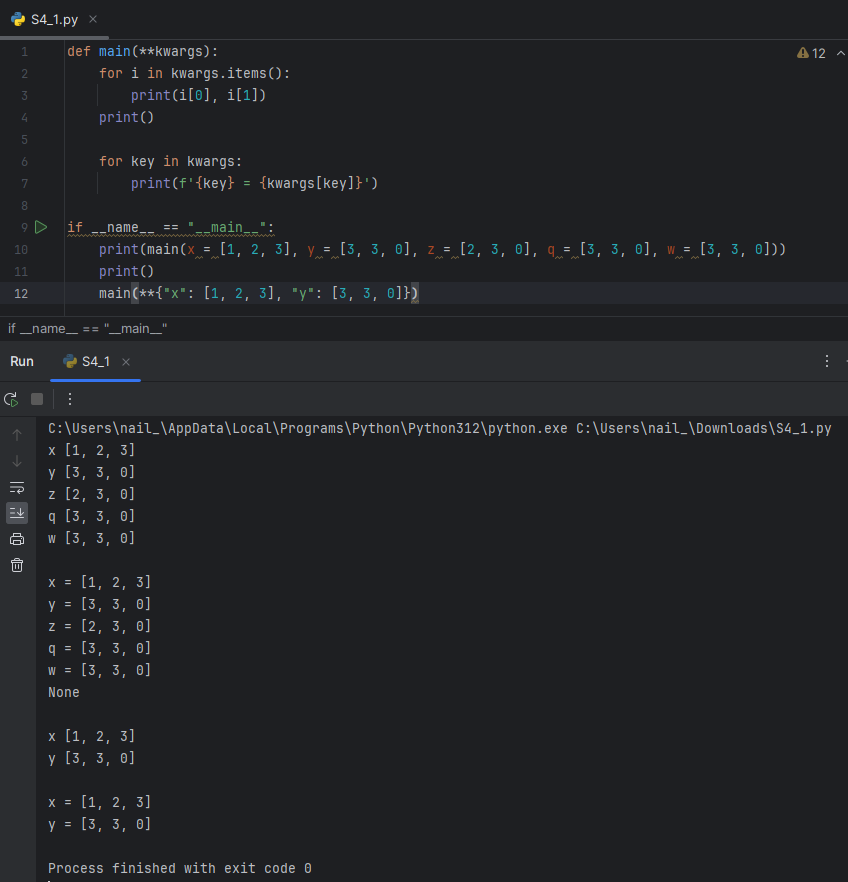 S4_1.py
12
1 def main(**kwargs):
2     for i in kwargs.items():
3         print(i[0], i[1])
4     print()
5
6     for key in kwargs:
7         print(f'{key} = {kwargs[key]}')
8
9 if __name__ == "__main__":
10     print(main(x = [1, 2, 3], y = [3, 3, 0], z = [2, 3, 0], q = [3, 3, 0], w = [3, 3, 0]))
11     print()
12     main(**{"x": [1, 2, 3], "y": [3, 3, 0]})
if __name__ == "__main__"
Run S4_1
C:\Users\nail_\AppData\Local\Programs\Python\Python312\python.exe C:\Users\nail_\Downloads\S4_1.py
x [1, 2, 3]
y [3, 3, 0]
z [2, 3, 0]
q [3, 3, 0]
w [3, 3, 0]

x = [1, 2, 3]
y = [3, 3, 0]
z = [2, 3, 0]
q = [3, 3, 0]
w = [3, 3, 0]
None

x [1, 2, 3]
y [3, 3, 0]

x = [1, 2, 3]
y = [3, 3, 0]

Process finished with exit code 0